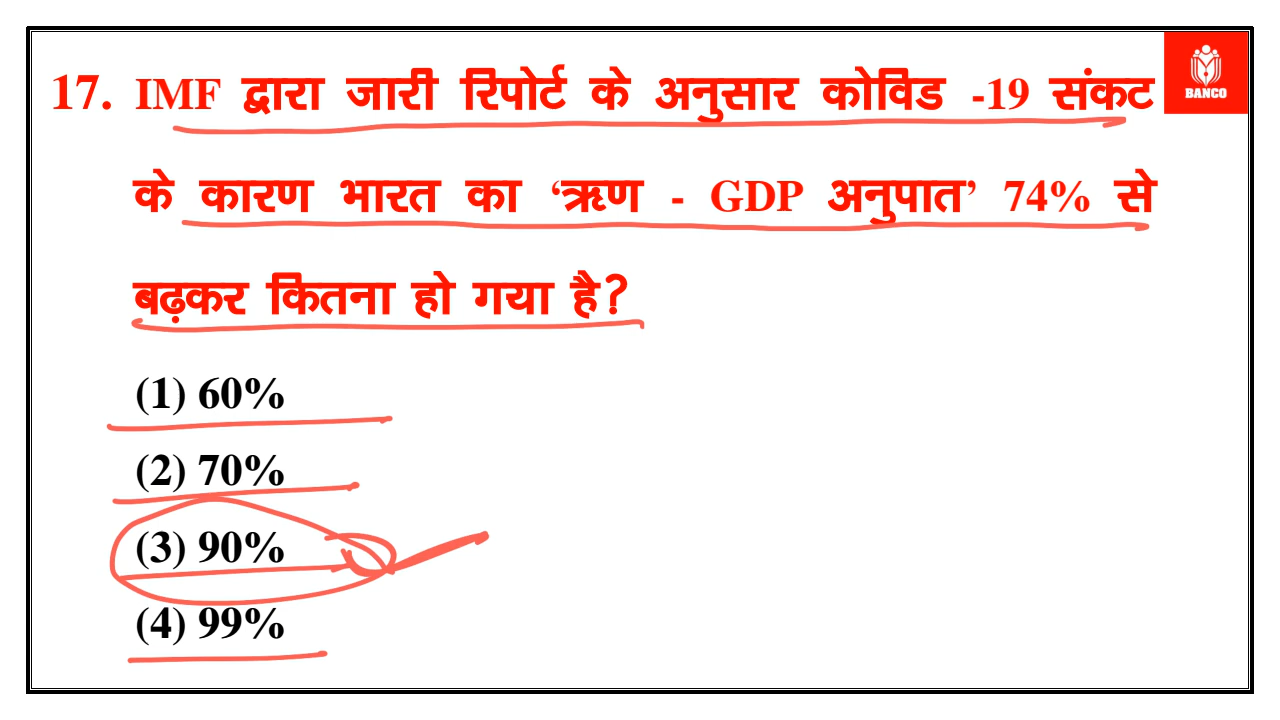 17. IMF द्वारा जारी रिपोर्ट के अनुसार कोविड -19 संकट
BANCO
के कारण भारत का ‘ऋण - GDP अनुपात’ 74% से
बढ़कर कितना हो गया है?
(1) 60%
(2) 70%
(3) 90%
(4) 99%